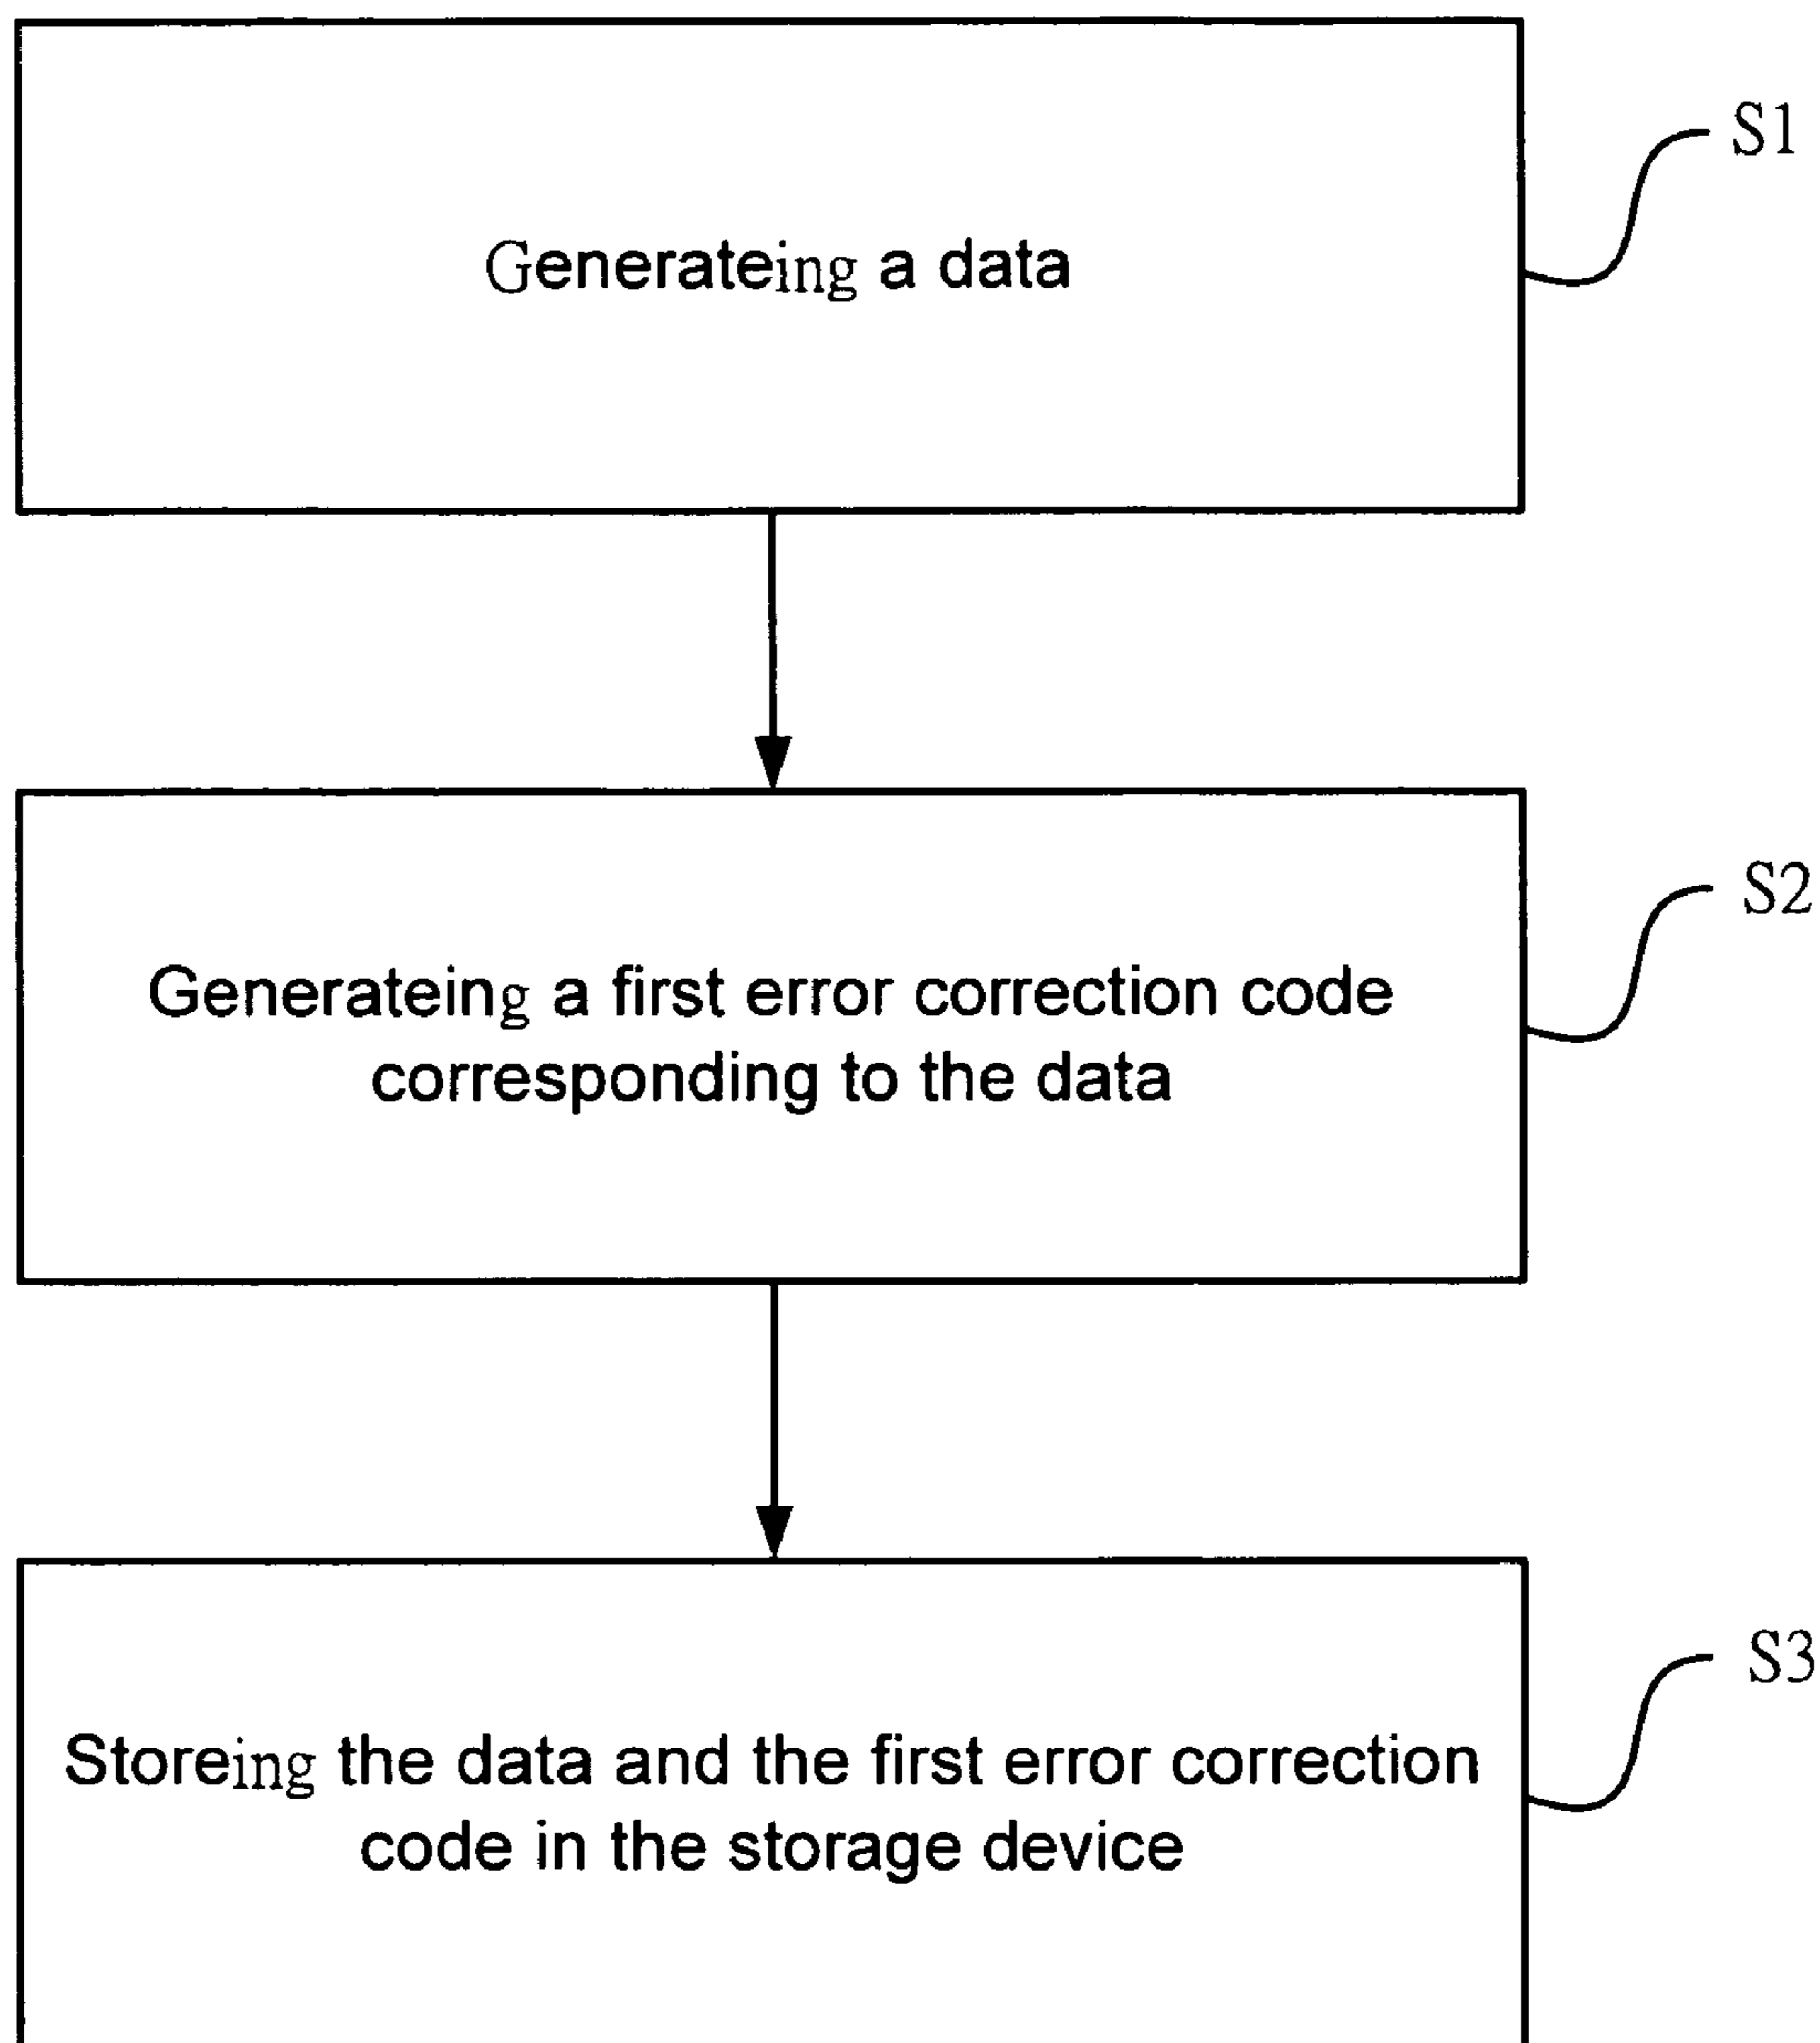 S1
Generateing a data
S2
Generateing a first error correction code
corresponding to the data
S3
Storeing the data and the first error correction
code in the storage device